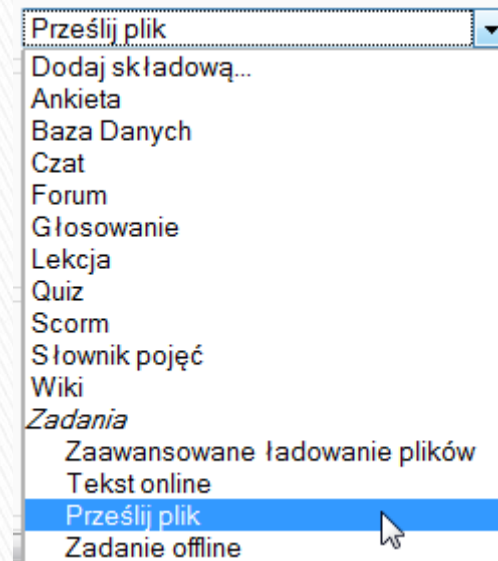 Prześlij plik
Dodaj składową...
Ankieta
Baza Danych
Czat
Forum
Głosowanie
Lekcja
Quiz
Scorm
Słownik pojęć
Wiki
Zadania
Zaawansowane ładowanie plików
Tekst online
Prześlij plik
Zadanie offline